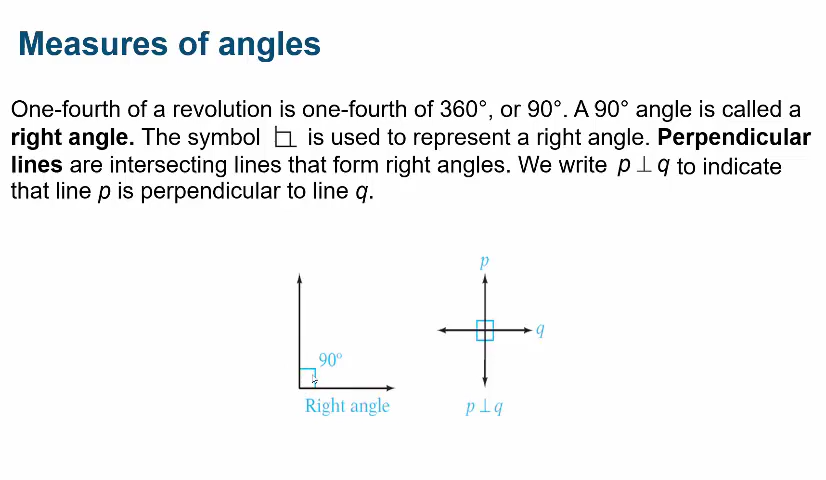 Measures of angles
One-fourth of a revolution is one-fourth of 360°, or 90°. A 90° angle is called a
right angle. The symbol ∟ is used to represent a right angle. Perpendicular
lines are intersecting lines that form right angles. We write p ⊥ q to indicate
that line p is perpendicular to line q.
p
q
90°
Right angle
p ⊥ q